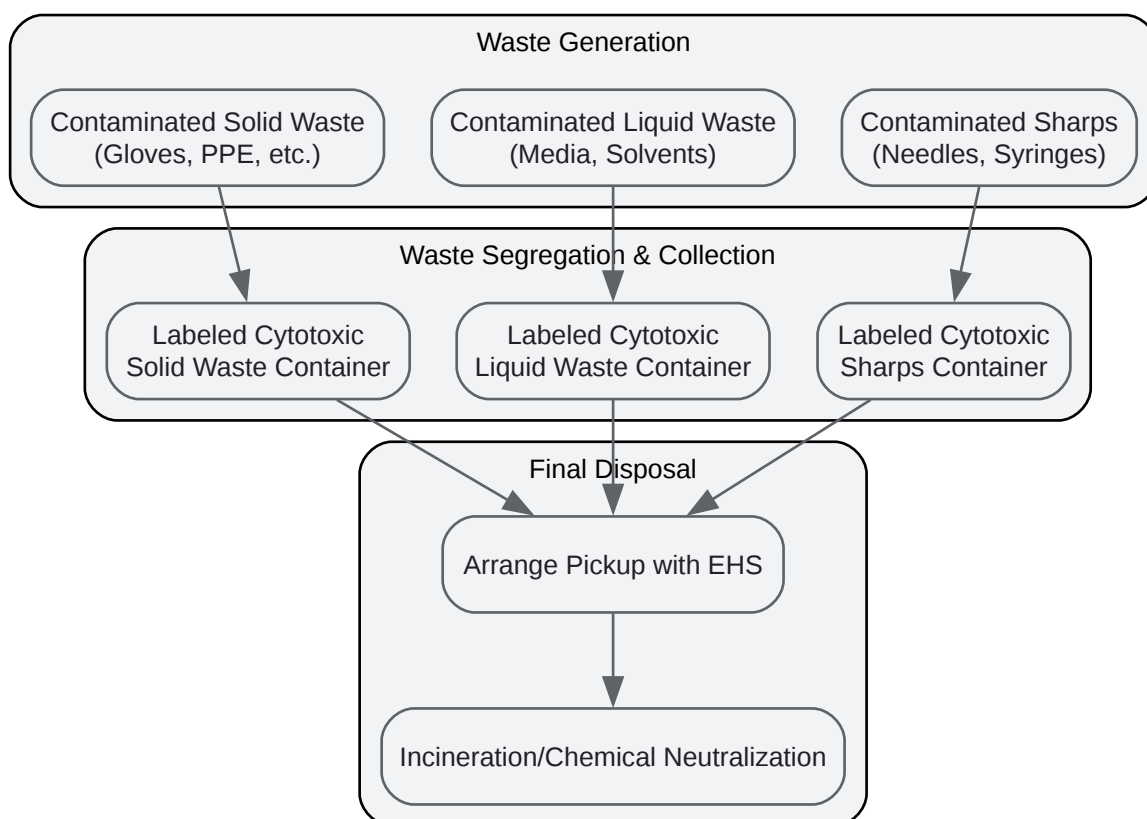 Waste Generation
Contaminated Solid Waste
(Gloves, PPE, etc.)
Contaminated Liquid Waste
(Media, Solvents)
Contaminated Sharps
(Needles, Syringes)
Waste Segregation & Collection
Labeled Cytotoxic
Solid Waste Container
Labeled Cytotoxic
Liquid Waste Container
Labeled Cytotoxic
Sharps Container
Final Disposal
Arrange Pickup with EHS
Incineration/Chemical Neutralization